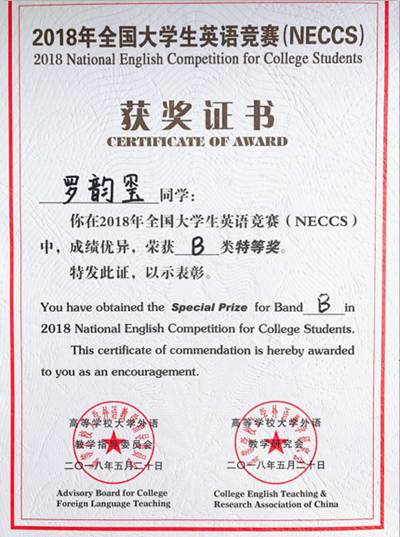 2018年全国大学生英语竞赛(NECCS)
2018 National English Competition for College Students
获奖证书
CERTIFICATE OF AWARD
罗韵玺同学:
你在2018年全国大学生英语竞赛(NECCS)
中,成绩优异,荣获 B 类特等奖。
特发此证,以示表彰。
You have obtained the Special Prize for Band B in
2018 National English Competition for College Students.
This certificate of commendation is hereby awarded
to you as an encouragement.
高等学校大学外语
教学指导委员会
二〇一八年五月二十日
Advisory Board for College
Foreign Language Teaching
高等学校大学外语
教学研究会
二〇一八年五月二十日
College English Teaching &
Research Association of China